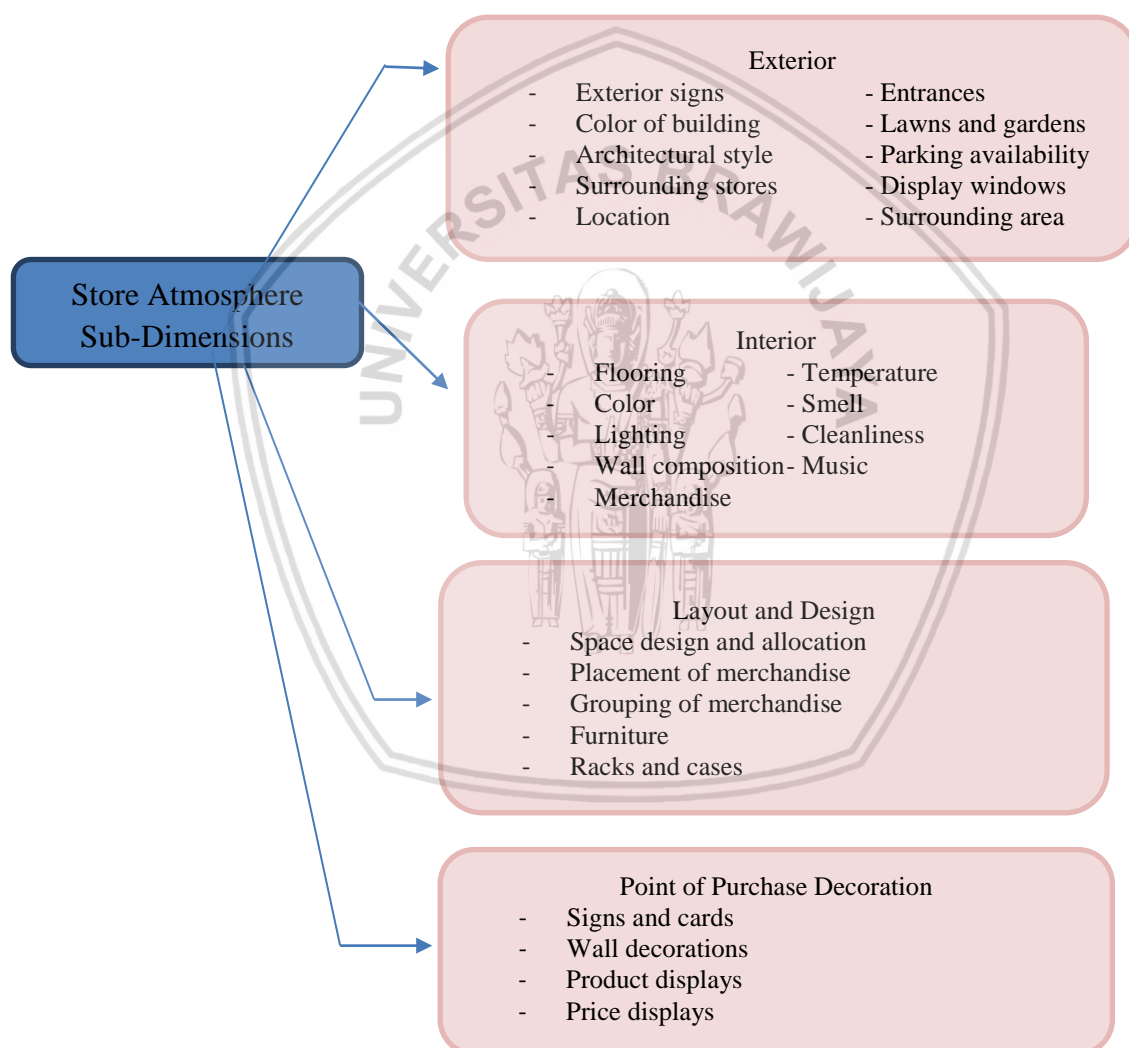 Exterior
- Exterior signs - Entrances
- Color of building - Lawns and gardens
- Architectural style - Parking availability
- Surrounding stores - Display windows
- Location - Surrounding area
Store Atmosphere
Sub-Dimensions
Interior
- Flooring - Temperature
- Color - Smell
- Lighting - Cleanliness
- Wall composition - Music
- Merchandise
Layout and Design
- Space design and allocation
- Placement of merchandise
- Grouping of merchandise
- Furniture
- Racks and cases
Point of Purchase Decoration
- Signs and cards
- Wall decorations
- Product displays
- Price displays
UNIVERSITAS BRAWIJAYA